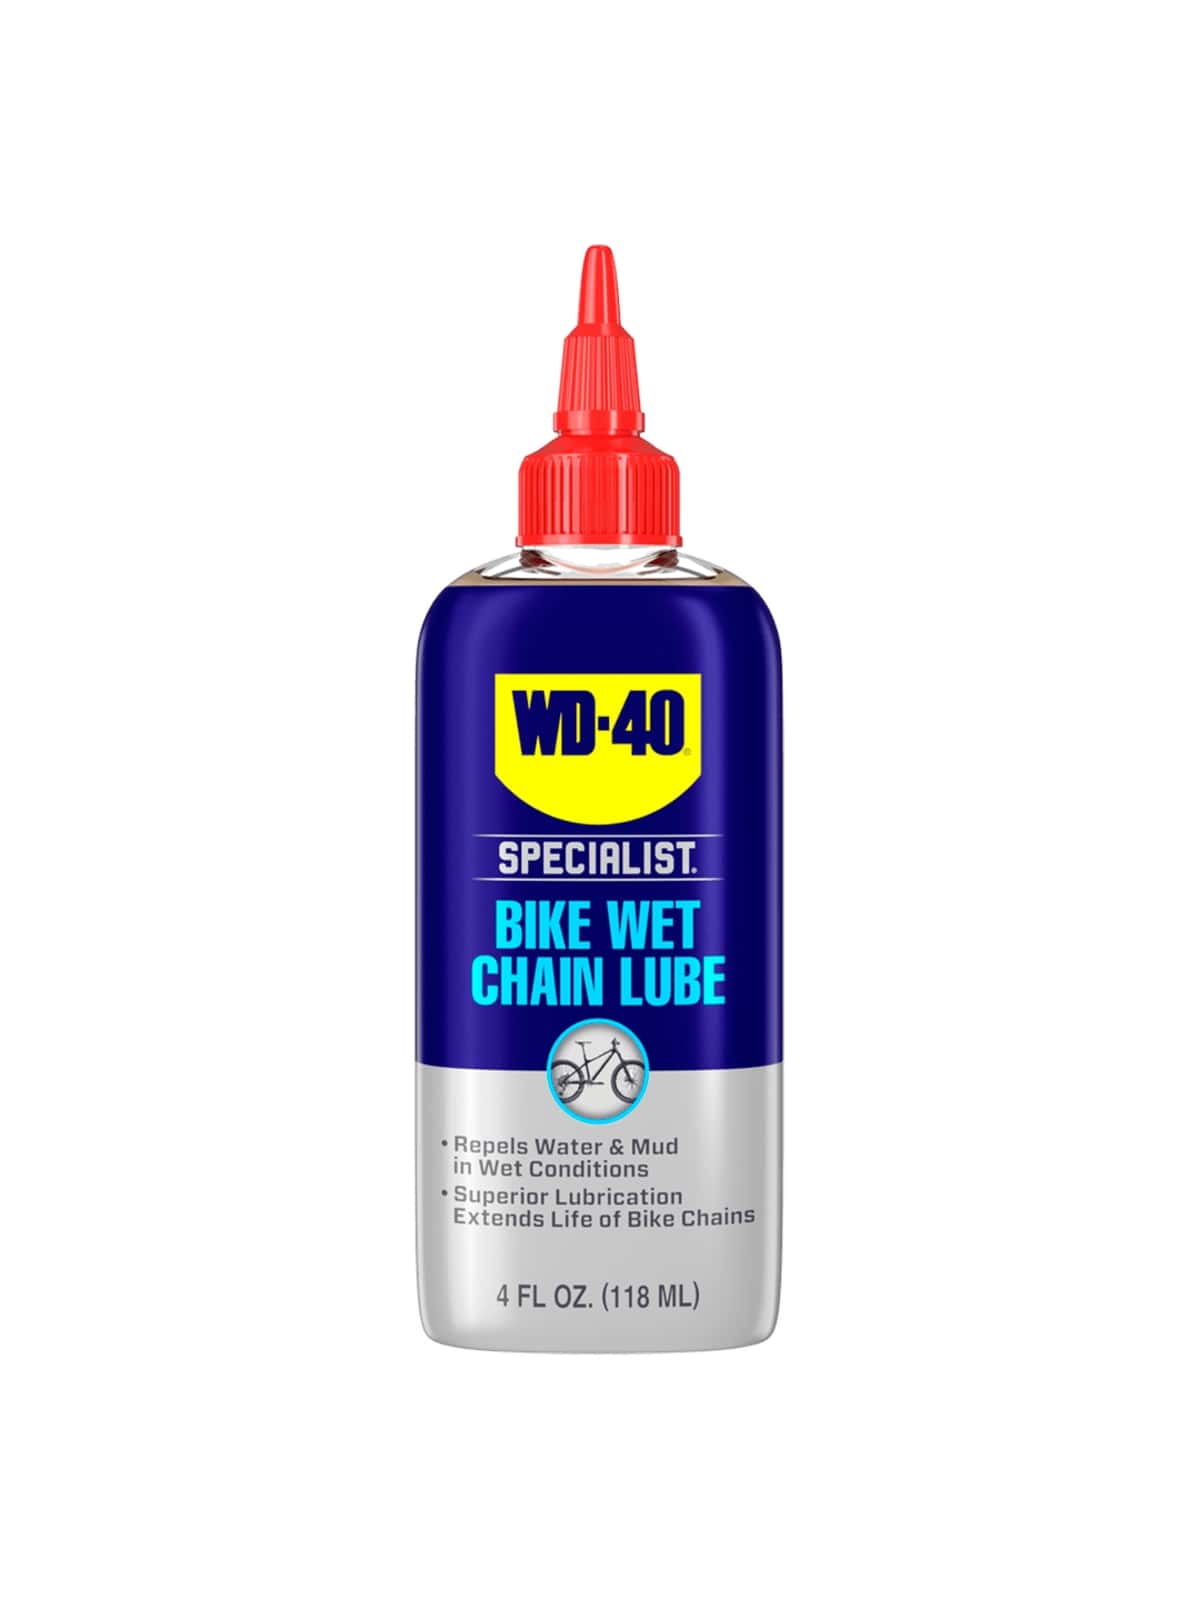 WD-40®
SPECIALIST®
BIKE WET
CHAIN LUBE
• Repels Water & Mud
in Wet Conditions
• Superior Lubrication
Extends Life of Bike Chains
4 FL OZ. (118 ML)